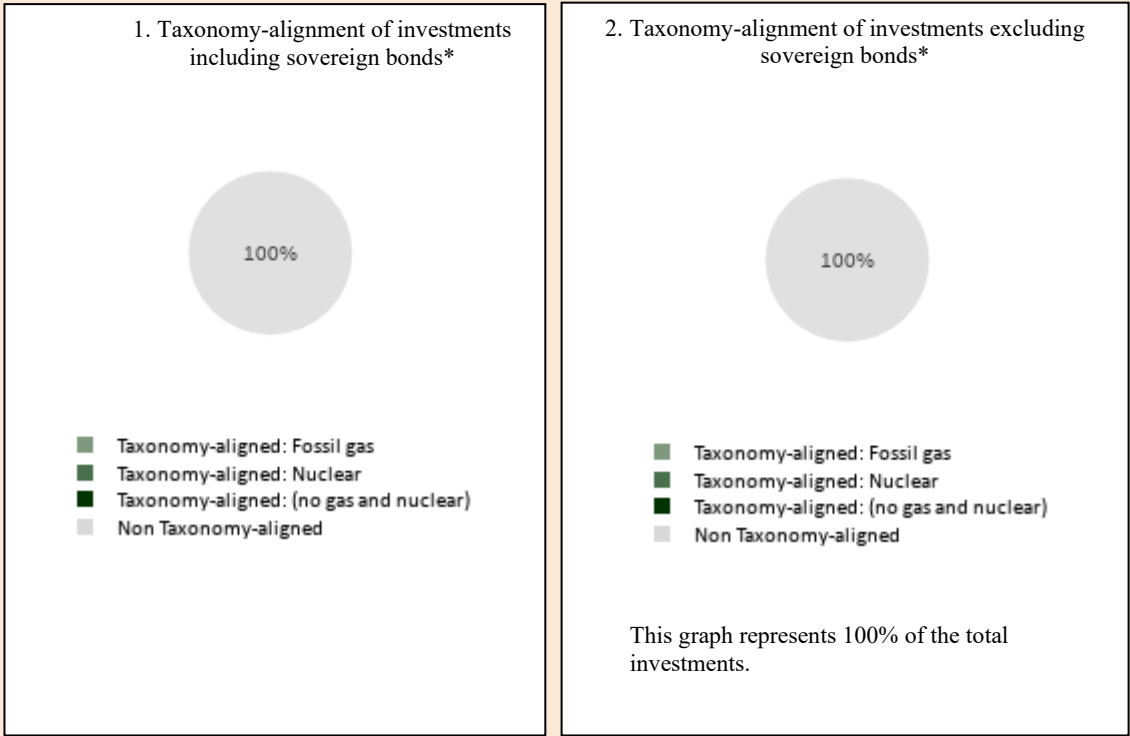 1. Taxonomy-alignment of investments
including sovereign bonds*
100%
Taxonomy-aligned: Fossil gas
Taxonomy-aligned: Nuclear
Taxonomy-aligned: (no gas and nuclear)
Non Taxonomy-aligned
2. Taxonomy-alignment of investments excluding
sovereign bonds*
100%
Taxonomy-aligned: Fossil gas
Taxonomy-aligned: Nuclear
Taxonomy-aligned: (no gas and nuclear)
Non Taxonomy-aligned
This graph represents 100% of the total
investments.